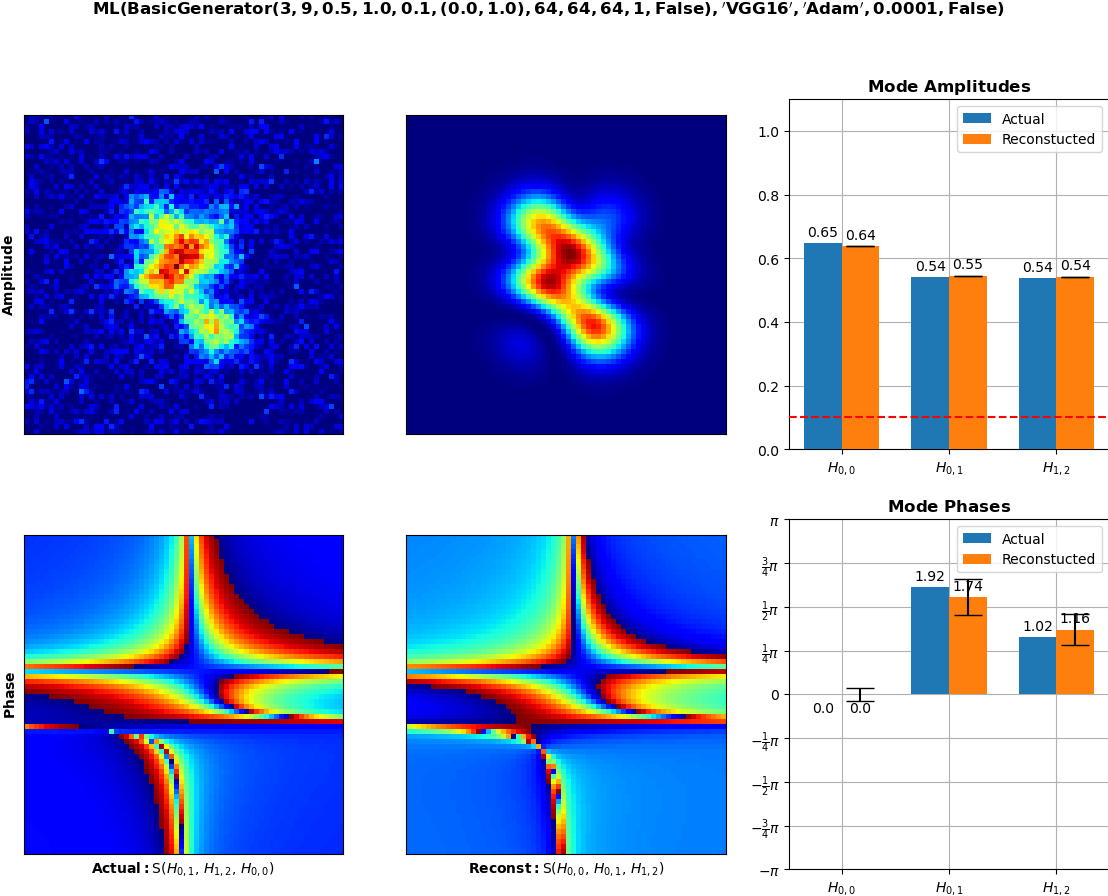 ML(BasicGenerator(3, 9, 0.5, 1.0, 0.1, (0.0, 1.0), 64, 64, 64, 1, False), ′VGG16′, ′Adam′, 0.0001, False)
Amplitude
Mode Amplitudes
Actual
Reconstucted
1.0
0.8
0.6
0.4
0.2
0.0
0.65
0.64
0.54
0.55
0.54
0.54
H0,0
H0,1
H1,2
Phase
Actual: S(H0,1, H1,2, H0,0)
Reconst: S(H0,0, H0,1, H1,2)
Mode Phases
Actual
Reconstucted
π
3/4π
1/2π
1/4π
0
−1/4π
−1/2π
−3/4π
−π
0.0
0.0
1.92
1.74
1.02
1.16
H0,0
H0,1
H1,2